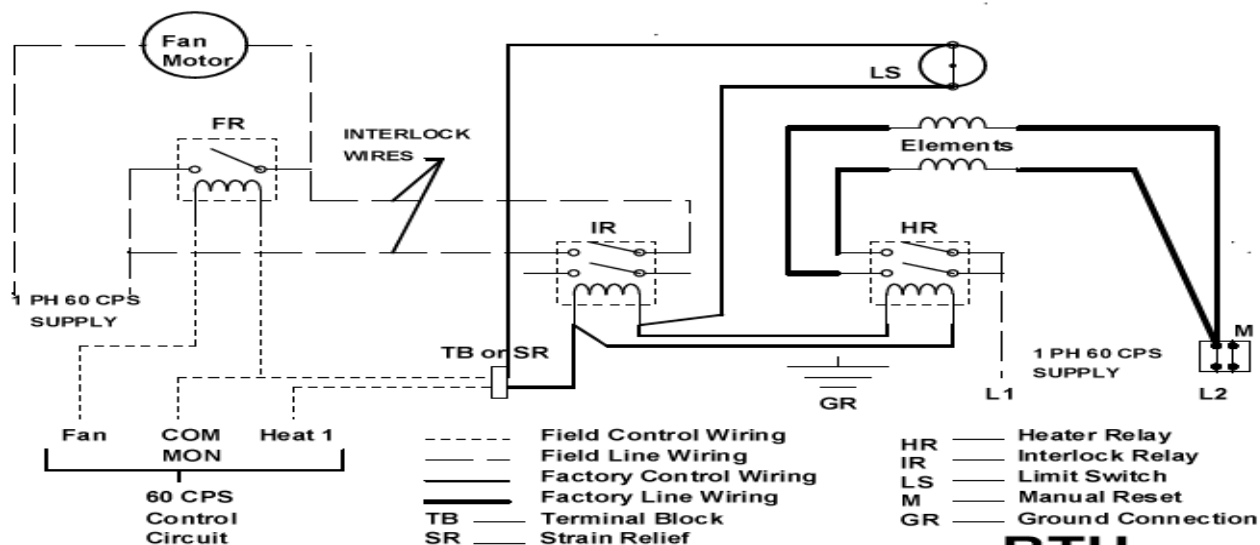 Fan
Motor
LS
FR
INTERLOCK
WIRES
Elements
IR
HR
1 PH 60 CPS
SUPPLY
TB or SR
1 PH 60 CPS
SUPPLY
M
L1
L2
GR
Fan
COM
MON
Heat 1
60 CPS
Control
Circuit
Field Control Wiring
Field Line Wiring
Factory Control Wiring
Factory Line Wiring
TB Terminal Block
SR Strain Relief
HR Heater Relay
IR Interlock Relay
LS Limit Switch
M Manual Reset
GR Ground Connection